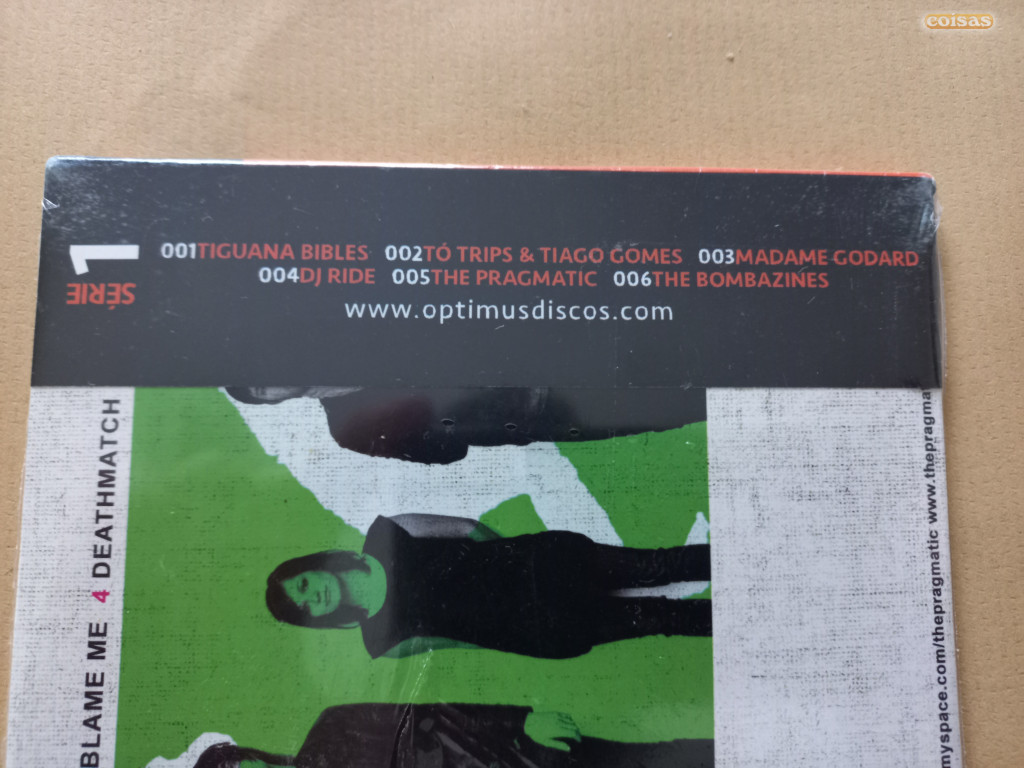 coisas
SÉRIE 1
001TIGUANA BIBLES 002TÓ TRIPS & TIAGO GOMES 003MADAME GODARD
004DJ RIDE 005THE PRAGMATIC 006THE BOMBAZINES
www.optimusdiscos.com
BLAME ME 4 DEATHMATCH
myspace.com/thepragmatic www.thepragma